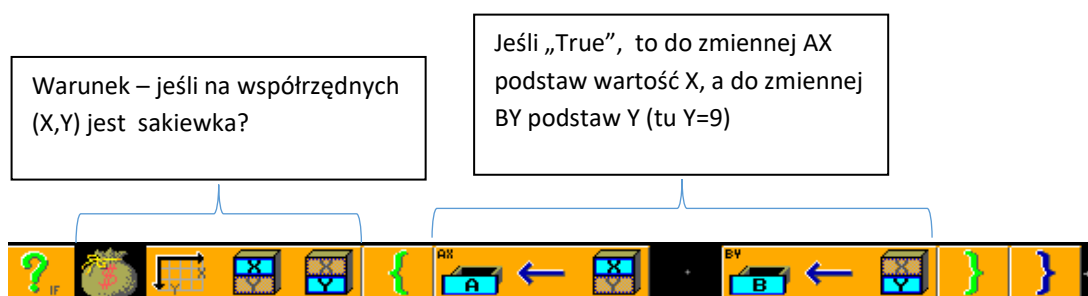 Jeśli „True”, to do zmiennej AX
podstaw wartość X, a do zmiennej
BY podstaw Y (tu Y=9)
Warunek – jeśli na współrzędnych
(X,Y) jest sakiewka?
? IF $ X Y X Y X Y { AX A ← X Y BY B ← X Y } }